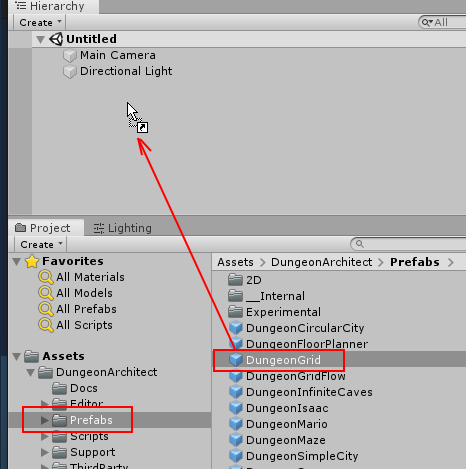 Hierarchy
Create
All
Untitled
Main Camera
Directional Light
Project
Lighting
Create
Favorites
All Materials
All Models
All Prefabs
All Scripts
Assets
DungeonArchitect
Docs
Editor
Prefabs
Scripts
Support
ThirdParty
Assets > DungeonArchitect > Prefabs >
2D
__Internal
Experimental
DungeonCircularCity
DungeonFloorPlanner
DungeonGrid
DungeonGridFlow
DungeonInfiniteCaves
DungeonIsaac
DungeonMario
DungeonMaze
DungeonSimpleCity